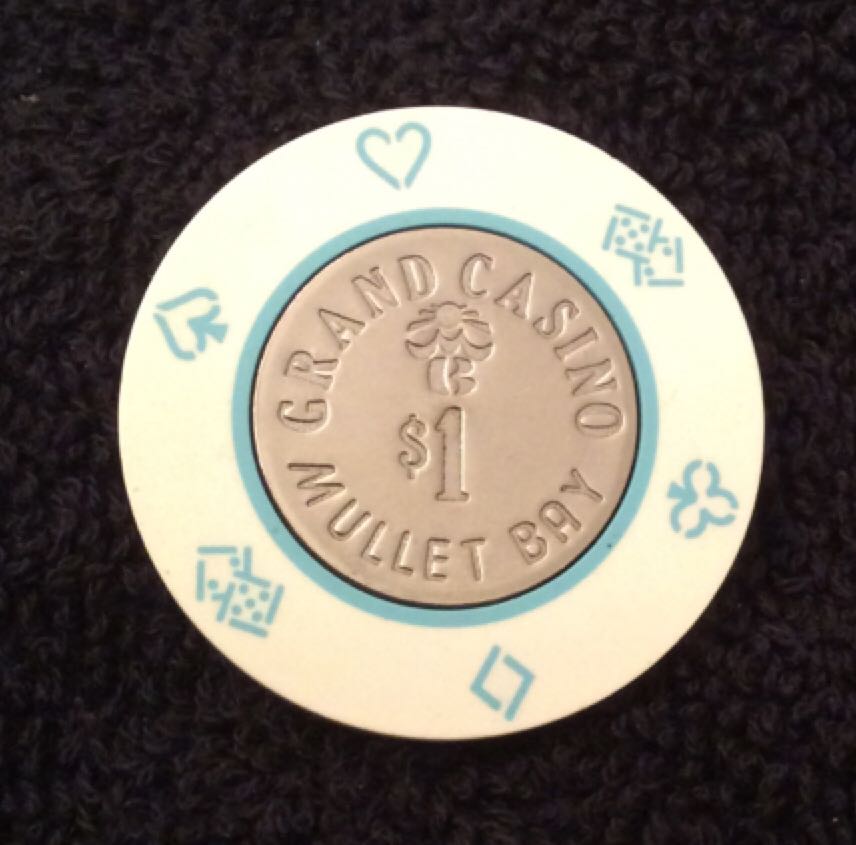 GRAND CASINO
$1
MULLET BAY